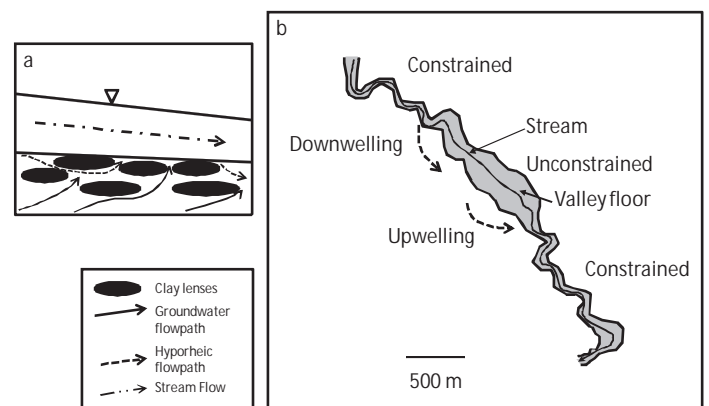 a
b
Constrained
Downwelling
Stream
Unconstrained
Valley floor
Upwelling
Constrained
500 m
Clay lenses
Groundwater
flowpath
Hyporheic
flowpath
Stream Flow